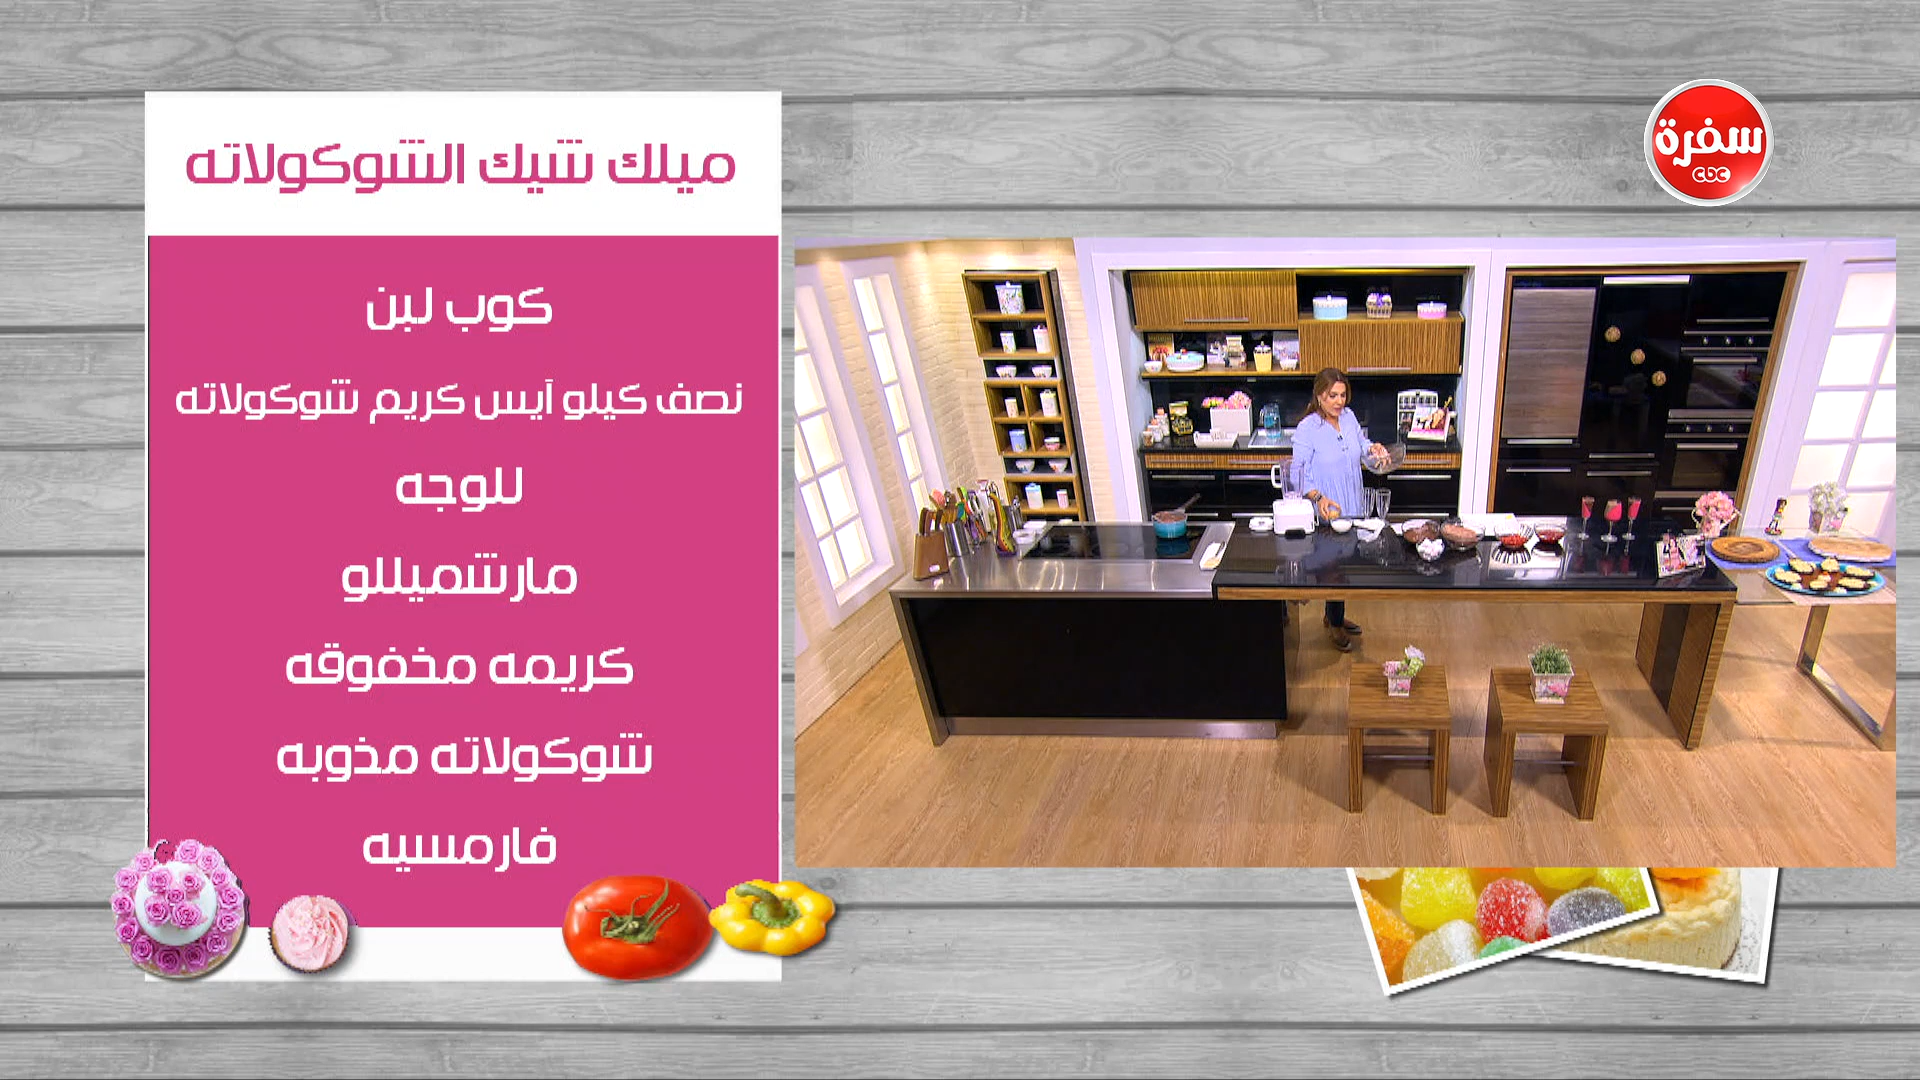 ميلك شيك الشوكولاته
كوب لبن
نصف كيلو آيس كريم شوكولاته
للوجه
مارشميللو
كريمه مخفوقه
شوكولاته مذوبه
فارمسيه
سفرة
cbc